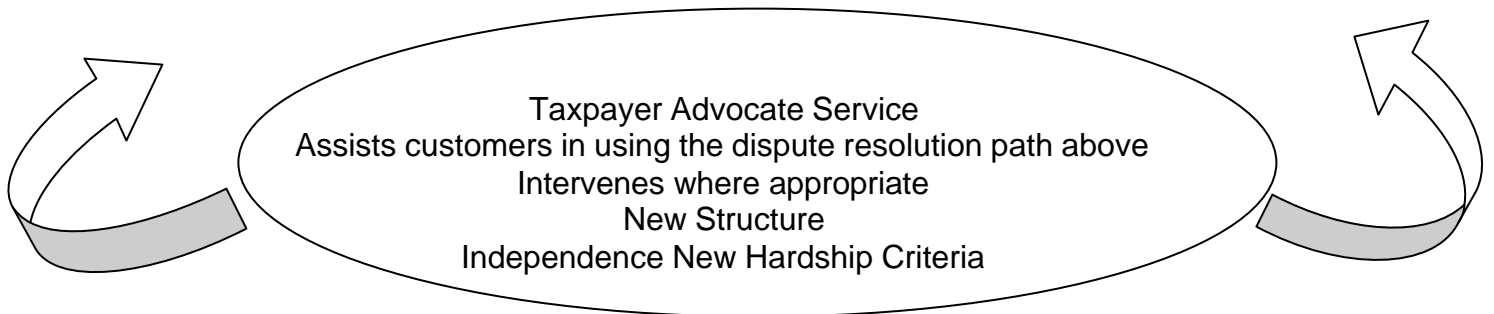 Taxpayer Advocate Service
Assists customers in using the dispute resolution path above
Intervenes where appropriate
New Structure
Independence New Hardship Criteria